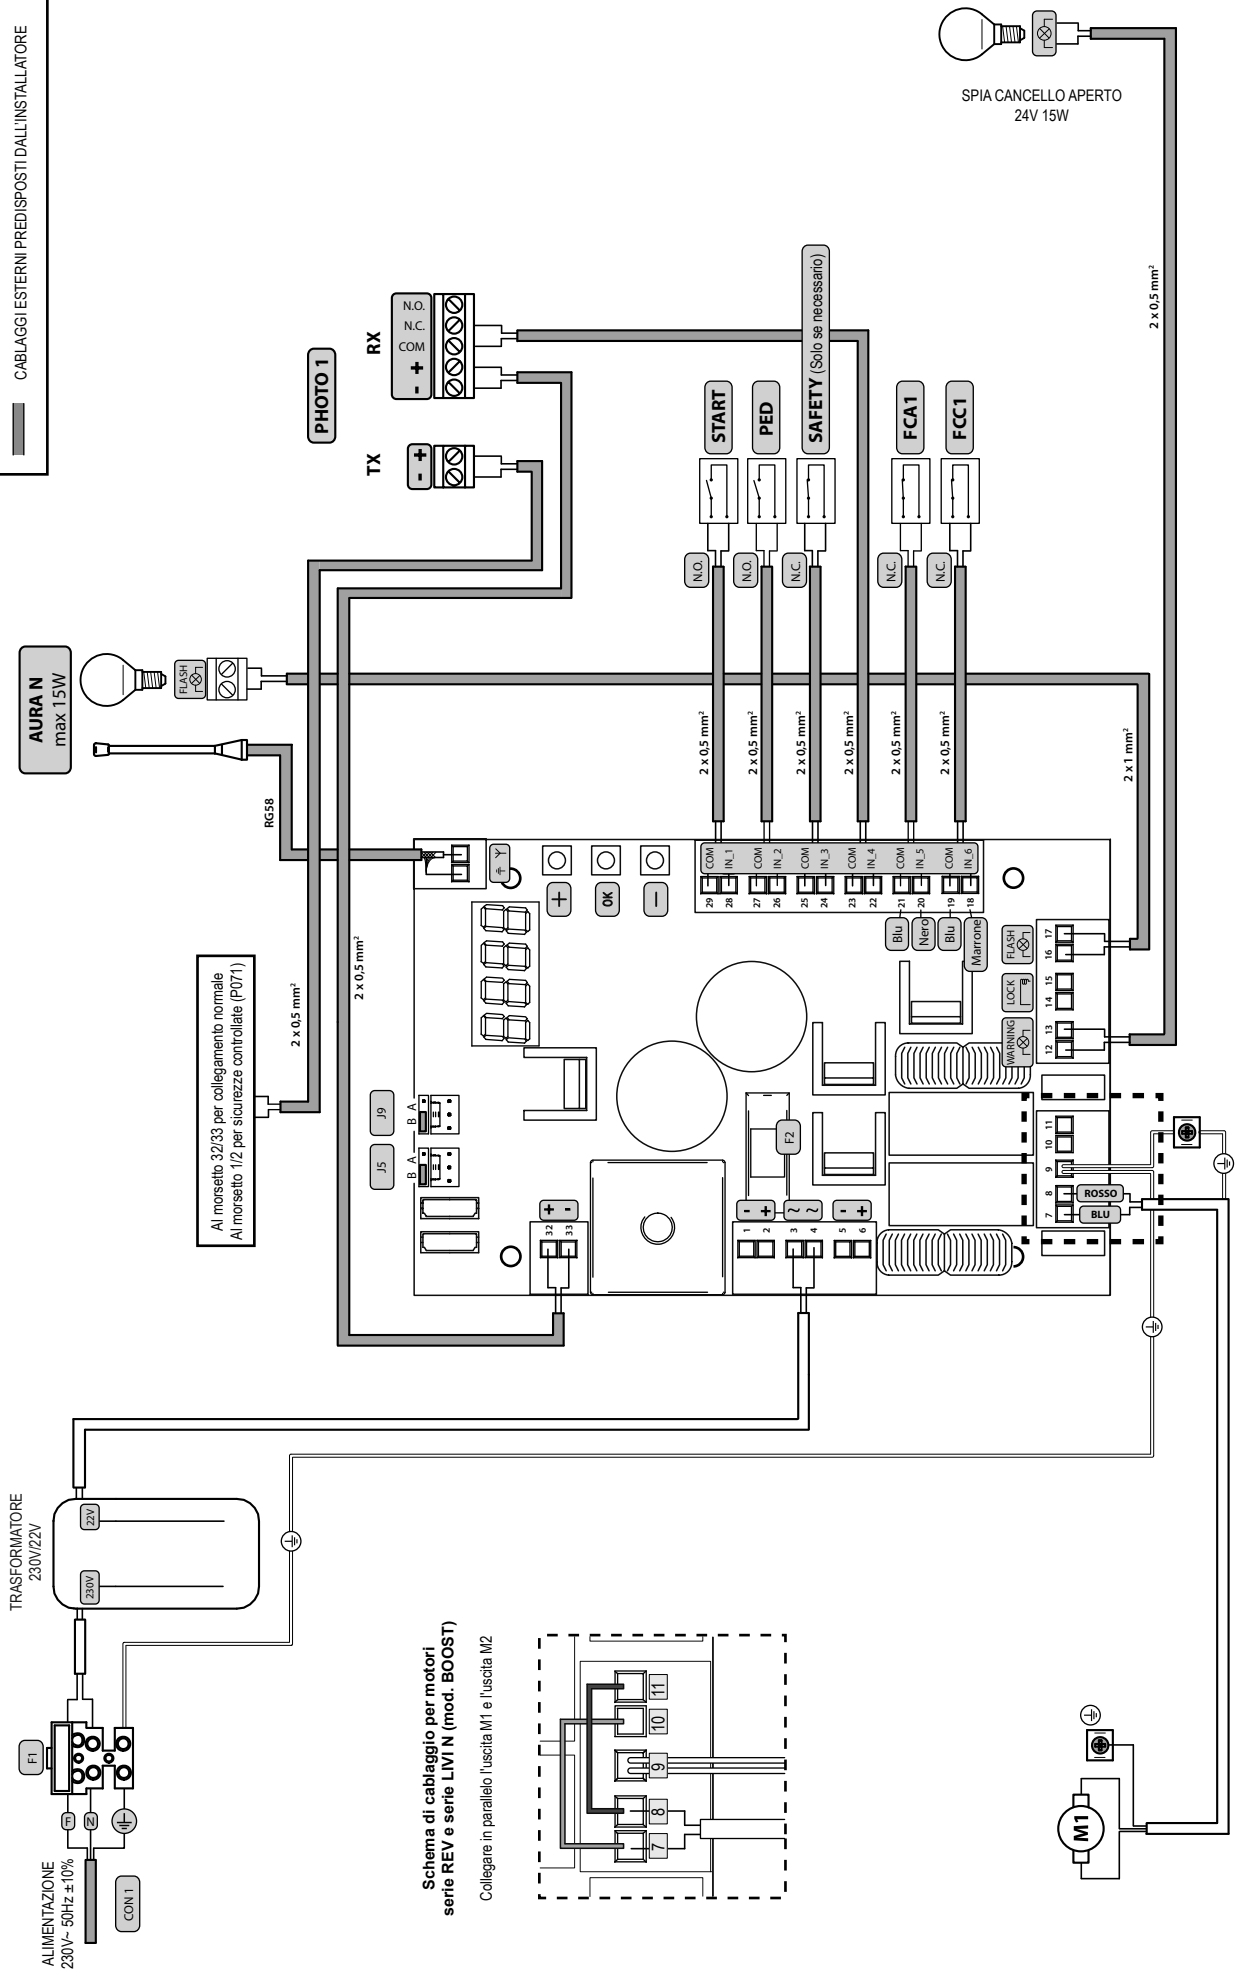 CABLAGGI ESTERNI PREDISPOSTI DALL'INSTALLATORE
SPIA CANCELLO APERTO
24V 15W
2 x 0,5 mm²
PHOTO 1
RX
N.O.
N.C.
COM
+
-
TX
- +
AURA N
max 15W
FLASH
RG58
START
PED
SAFETY (Solo se necessario)
FCA1
FCC1
N.O.
N.O.
N.C.
N.C.
N.C.
2 x 0,5 mm²
2 x 0,5 mm²
2 x 0,5 mm²
2 x 0,5 mm²
2 x 0,5 mm²
2 x 0,5 mm²
2 x 1 mm²
Al morsetto 32/33 per collegamento normale
Al morsetto 1/2 per sicurezze controllate (P071)
2 x 0,5 mm²
2 x 0,5 mm²
J9
B A
J5
B A
+
OK
-
COM
IN_1
COM
IN_2
COM
IN_3
COM
IN_4
COM
IN_5
COM
IN_6
29
28
27
26
25
24
23
22
21
20
19
18
Blu
Nero
Blu
Marrone
FLASH
LOCK
WARNING
17
16
15
14
13
12
11
10
9
8
7
ROSSO
BLU
F2
+ -
32
33
- +
~ ~
- +
1
2
3
4
5
6
TRASFORMATORE
230V/22V
22V
230V
F1
F
N
ALIMENTAZIONE
230V~ 50Hz ±10%
CON 1
Schema di cablaggio per motori
serie REV e serie LIVI N (mod. BOOST)
Collegare in parallelo l'uscita M1 e l'uscita M2
7
8
9
10
11
M1